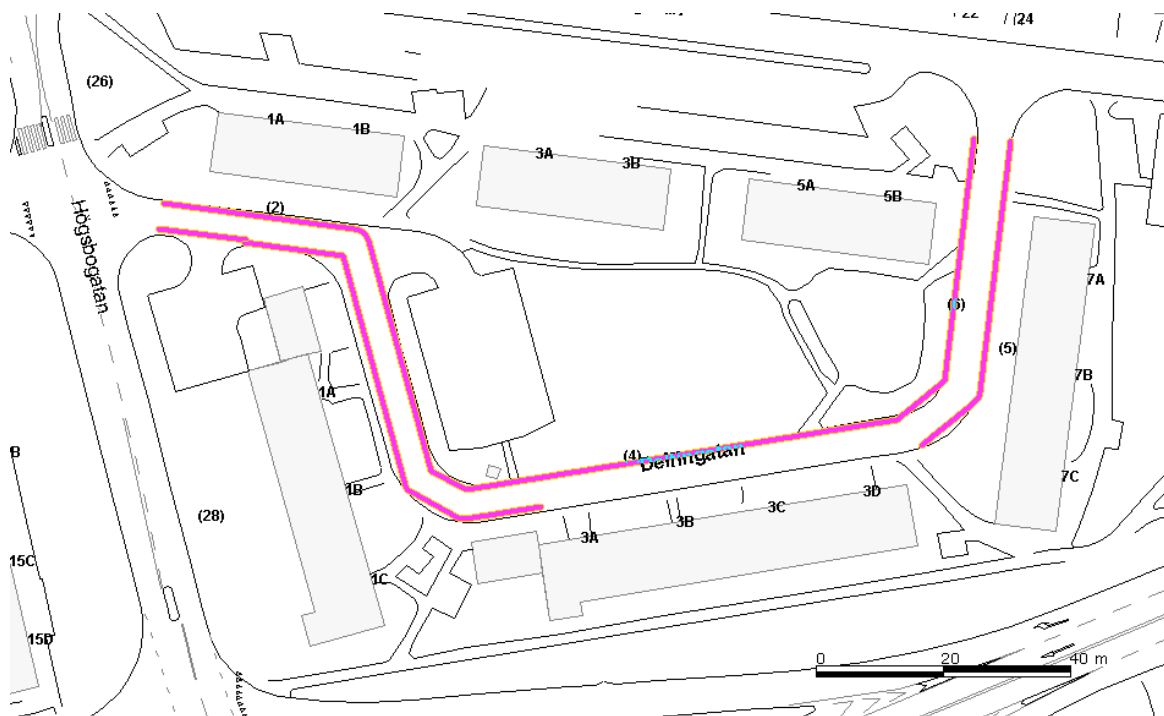 24
(26)
1A
1B
3A
3B
5A
5B
(2)
Högsbogatan
7A
(6)
(5)
7B
1A
(4)
B
1B
3D
7C
3C
3B
(28)
3A
15C
1C
15D
0
20
40 m